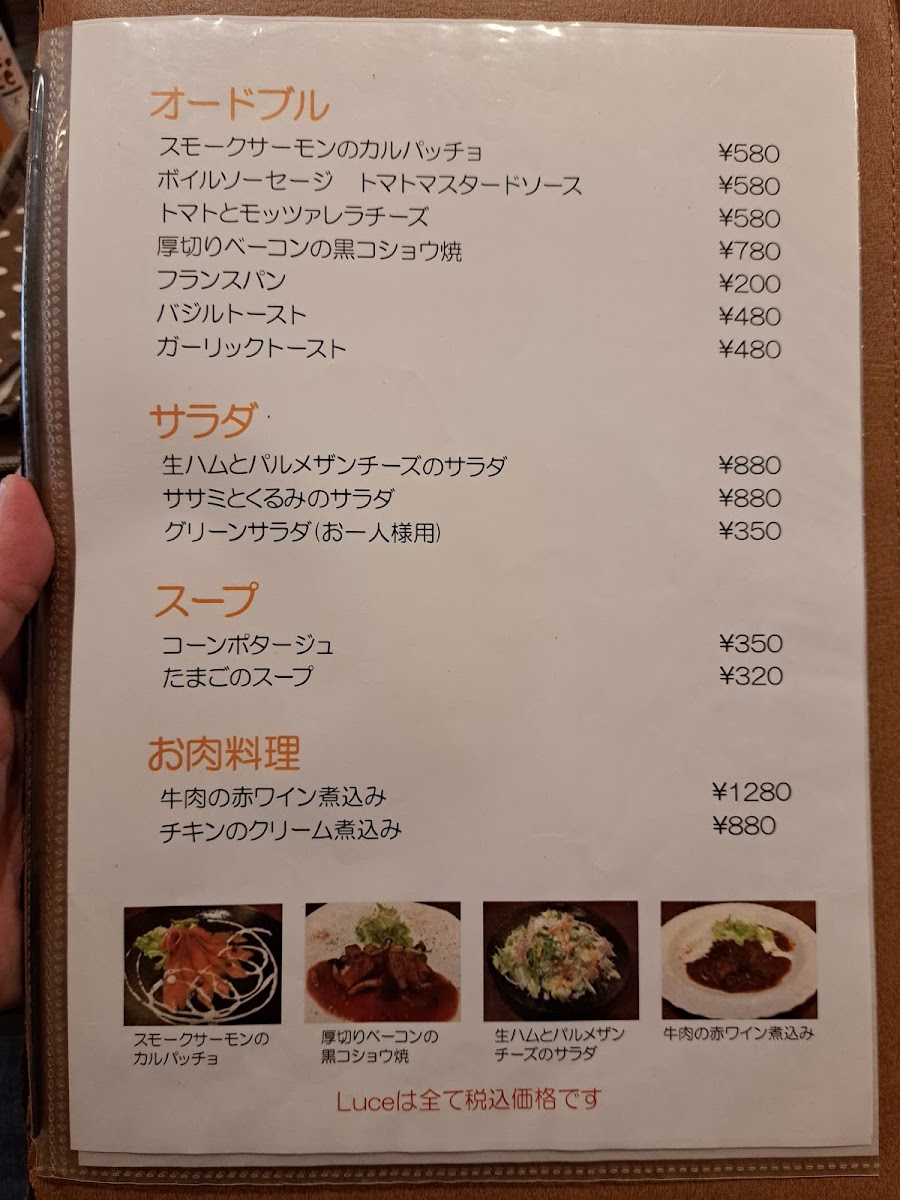 オードブル
スモークサーモンのカルパッチョ ¥580
ボイルソーセージ　トマトマスタードソース ¥580
トマトとモッツァレラチーズ ¥580
厚切りベーコンの黒コショウ焼 ¥780
フランスパン ¥200
バジルトースト ¥480
ガーリックトースト ¥480
サラダ
生ハムとパルメザンチーズのサラダ ¥880
ササミとくるみのサラダ ¥880
グリーンサラダ(お一人様用) ¥350
スープ
コーンポタージュ ¥350
たまごのスープ ¥320
お肉料理
牛肉の赤ワイン煮込み ¥1280
チキンのクリーム煮込み ¥880
スモークサーモンの
カルパッチョ
厚切りベーコンの
黒コショウ焼
生ハムとパルメザン
チーズのサラダ
牛肉の赤ワイン煮込み
Luceは全て税込価格です